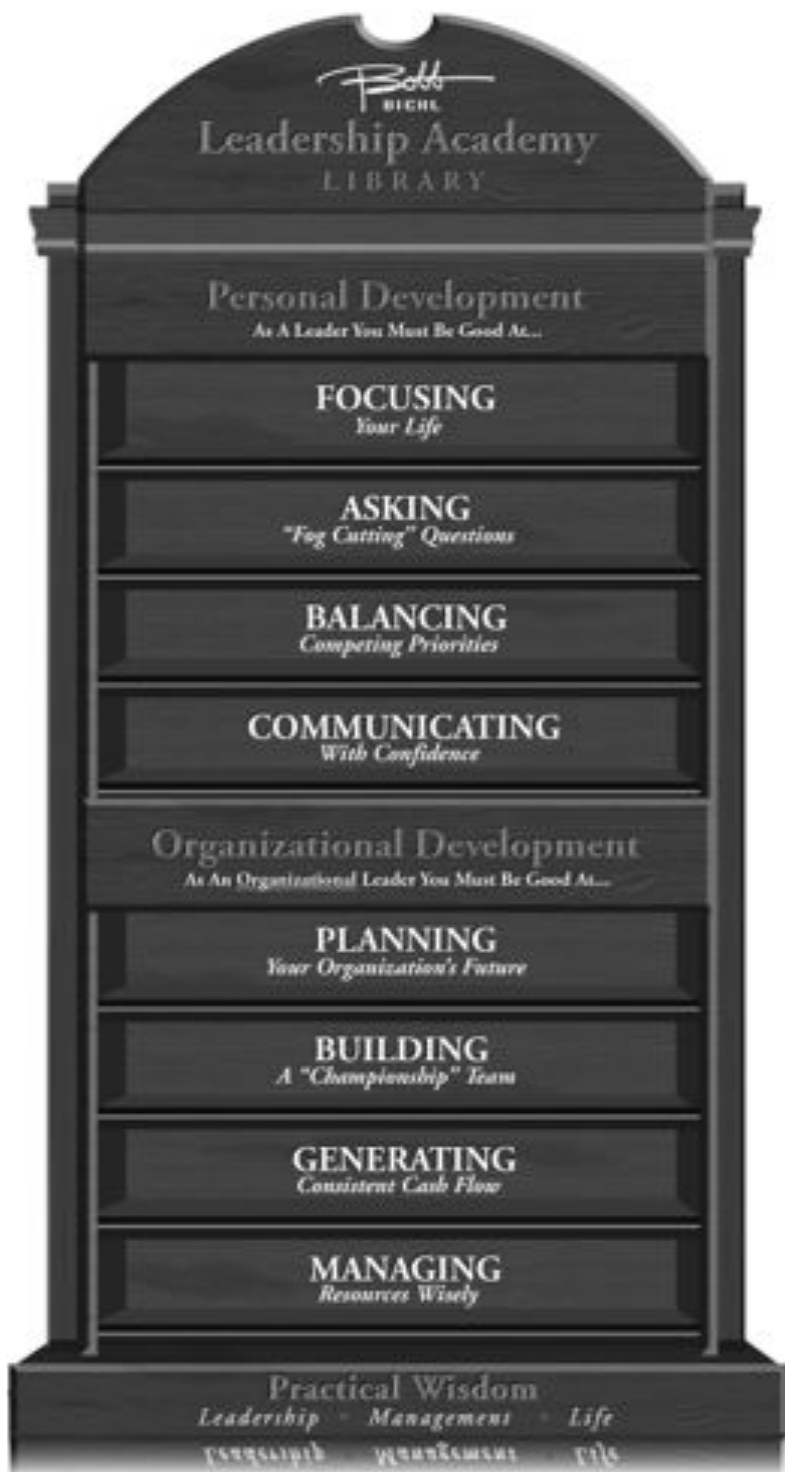 Bobb
BIEHL
Leadership Academy
LIBRARY
Personal Development
As A Leader You Must Be Good At...
FOCUSING
Your Life
ASKING
"Fog Cutting" Questions
BALANCING
Competing Priorities
COMMUNICATING
With Confidence
Organizational Development
As An Organizational Leader You Must Be Good At...
PLANNING
Your Organization's Future
BUILDING
A "Championship" Team
GENERATING
Consistent Cash Flow
MANAGING
Resources Wisely
Practical Wisdom
Leadership · Management · Life